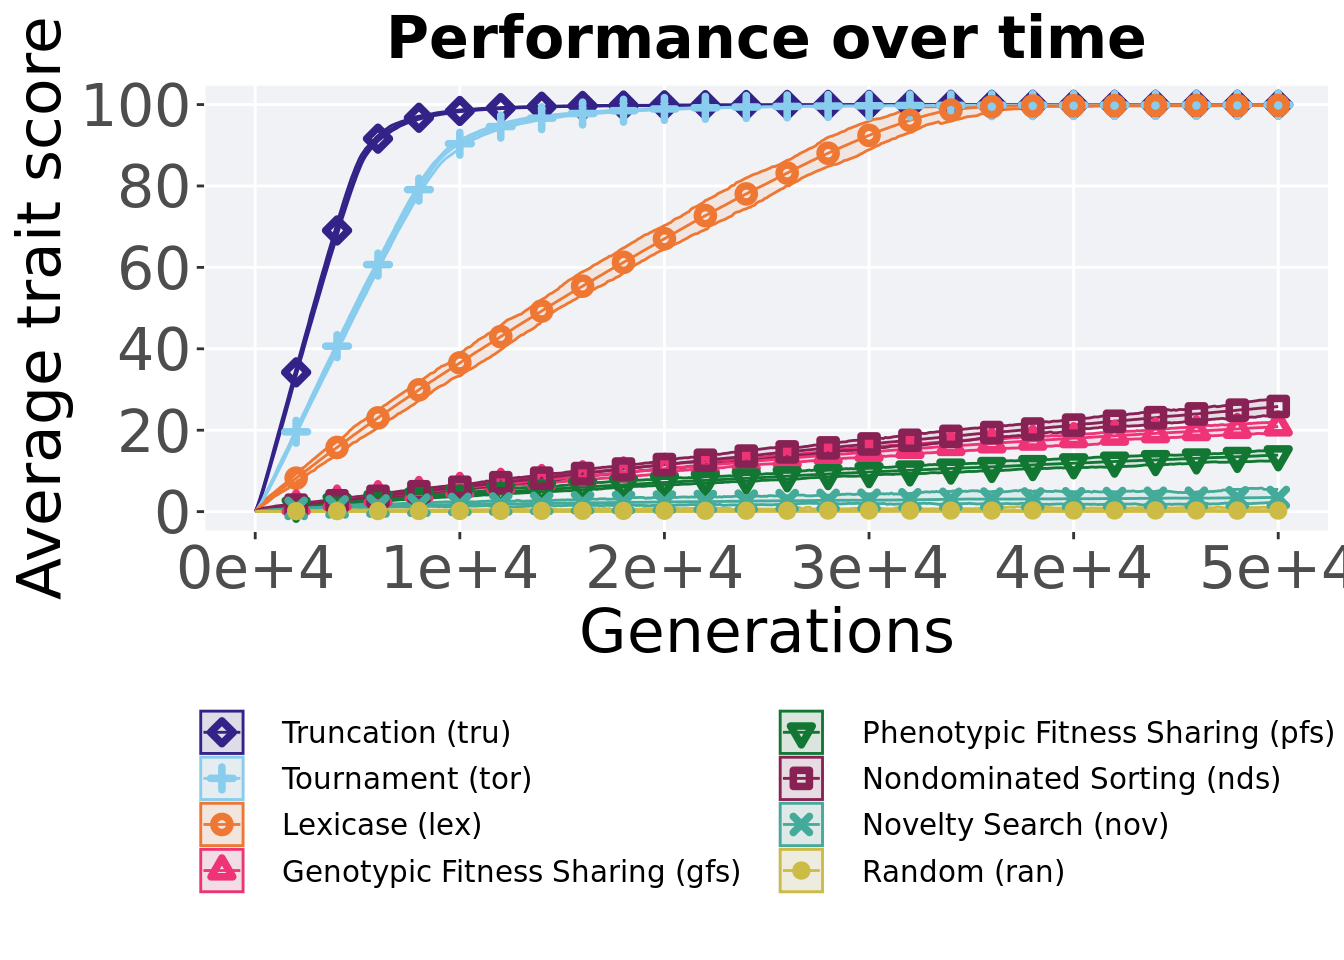 Performance over time
Average trait score
100
80
60
40
20
0
0e+4 1e+4 2e+4 3e+4 4e+4 5e+4
Generations
Truncation (tru)
Tournament (tor)
Lexicase (lex)
Genotypic Fitness Sharing (gfs)
Phenotypic Fitness Sharing (pfs)
Nondominated Sorting (nds)
Novelty Search (nov)
Random (ran)